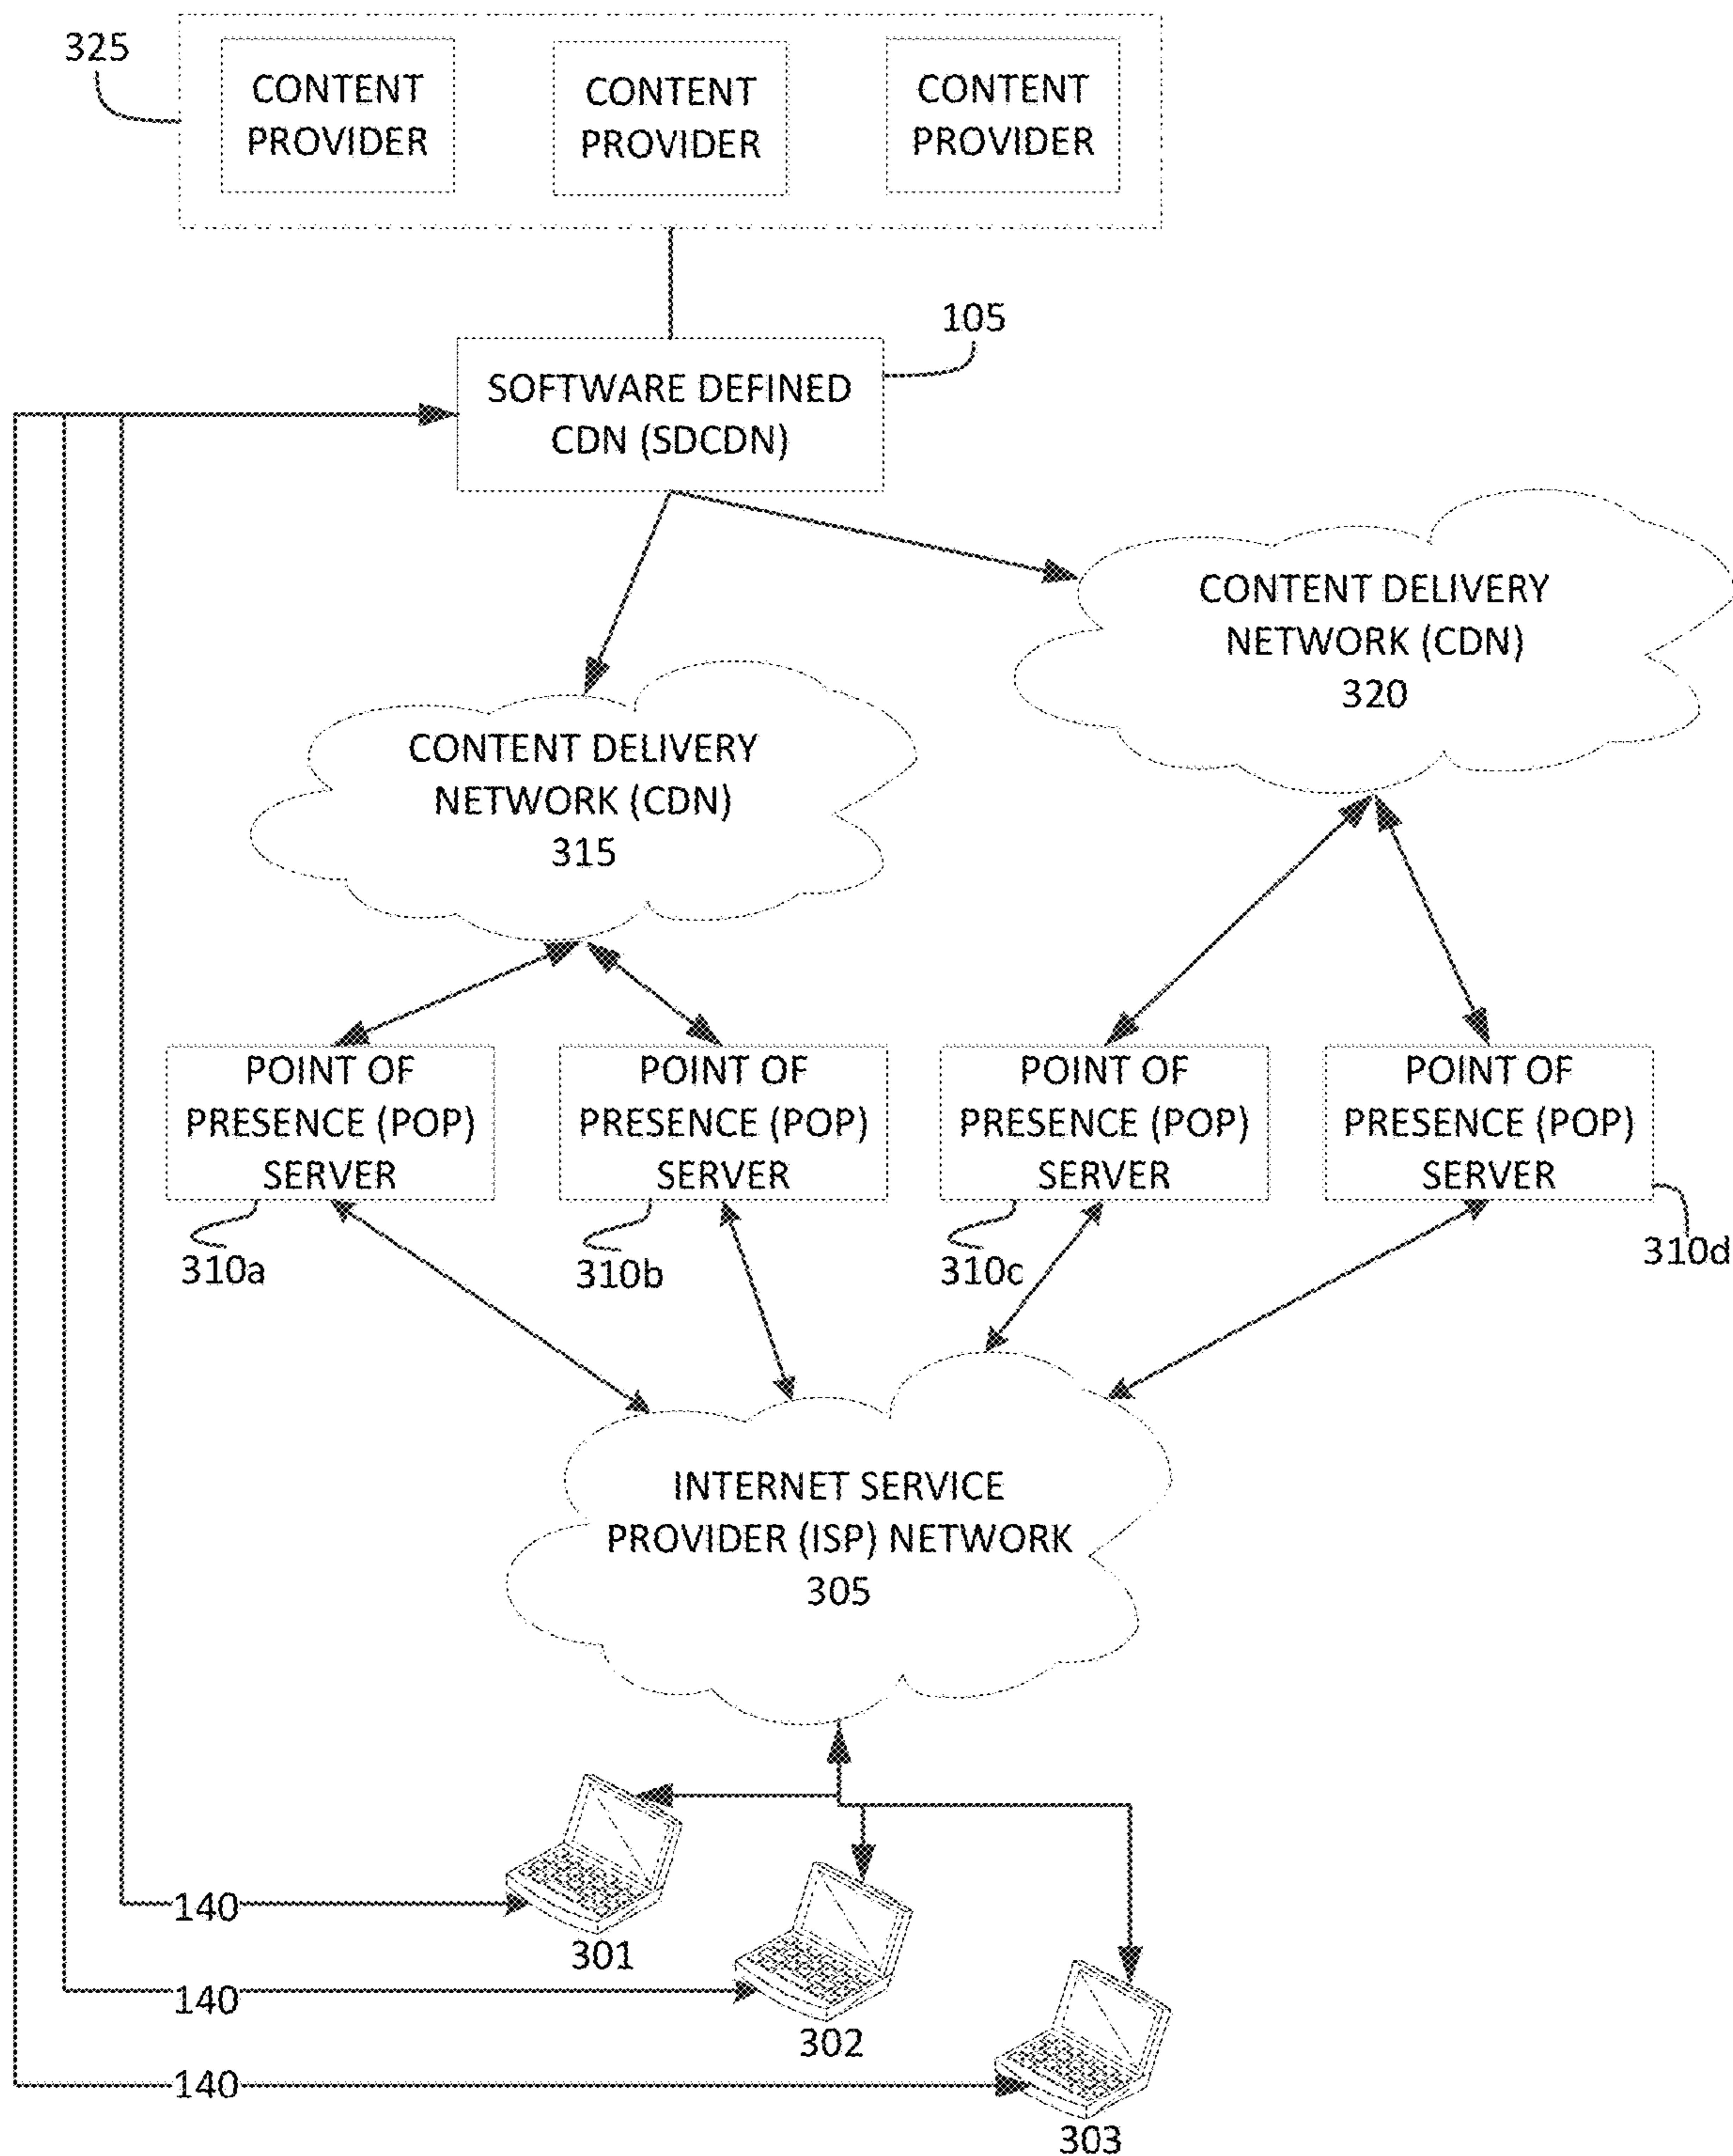 325
CONTENT
PROVIDER
CONTENT
PROVIDER
CONTENT
PROVIDER
105
SOFTWARE DEFINED
CDN (SDCDN)
CONTENT DELIVERY
NETWORK (CDN)
320
CONTENT DELIVERY
NETWORK (CDN)
315
POINT OF
PRESENCE (POP)
SERVER
POINT OF
PRESENCE (POP)
SERVER
POINT OF
PRESENCE (POP)
SERVER
POINT OF
PRESENCE (POP)
SERVER
310a
310b
310c
310d
INTERNET SERVICE
PROVIDER (ISP) NETWORK
305
140
301
140
302
140
303